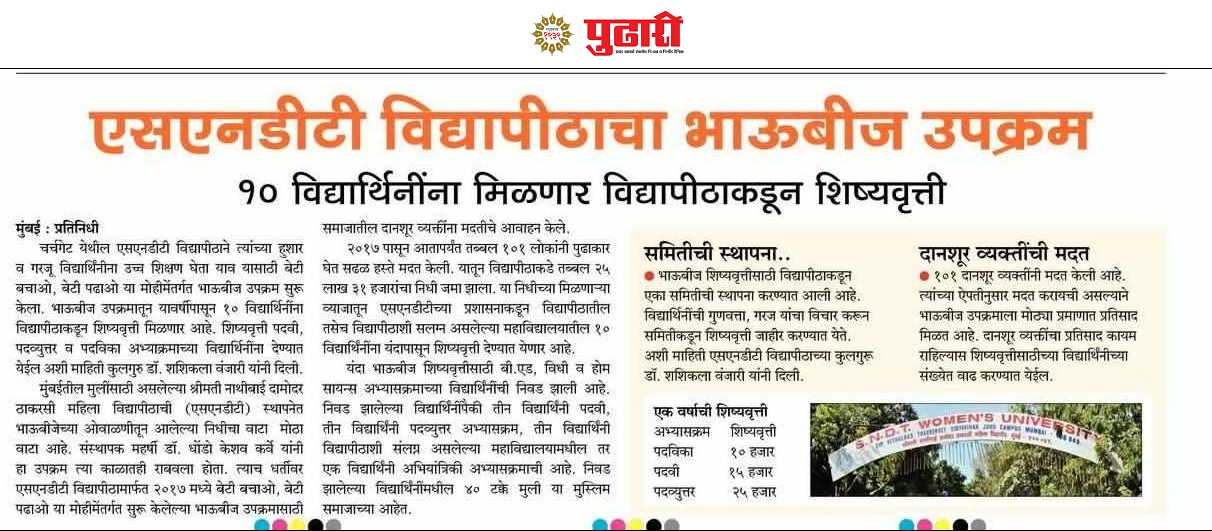 पुढारी
एसएनडीटी विद्यापीठाचा भाऊबीज उपक्रम
१० विद्यार्थिनींना मिळणार विद्यापीठाकडून शिष्यवृत्ती
मुंबई : प्रतिनिधी
चर्चगेट येथील एसएनडीटी विद्यापीठाने त्यांच्या हुशार
व गरजू विद्यार्थिनींना उच्च शिक्षण घेता याव यासाठी बेटी
बचाओ, बेटी पढाओ या मोहीमेंतर्गत भाऊबीज उपक्रम सुरू
केला. भाऊबीज उपक्रमातून यावर्षीपासून १० विद्यार्थिनींना
विद्यापीठाकडून शिष्यवृत्ती मिळणार आहे. शिष्यवृत्ती पदवी,
पदव्युत्तर व पदविका अभ्याक्रमाच्या विद्यार्थिनींना देण्यात
येईल अशी माहिती कुलगुरु डॉ. शशिकला वंजारी यांनी दिली.
मुंबईतील मुलींसाठी असलेल्या श्रीमती नाथीबाई दामोदर
ठाकरसी महिला विद्यापीठाची (एसएनडीटी) स्थापनेत
भाऊबीजेच्या ओवाळणीतून आलेल्या निधीचा वाटा मोठा
वाटा आहे. संस्थापक महर्षी डॉ. धोंडो केशव कर्वे यांनी
हा उपक्रम त्या काळातही राबवला होता. त्याच धर्तीवर
एसएनडीटी विद्यापीठामार्फत २०१७ मध्ये बेटी बचाओ, बेटी
पढाओ या मोहीमेंतर्गत सुरू केलेल्या भाऊबीज उपक्रमासाठी
समाजातील दानशूर व्यक्तींना मदतीचे आवाहन केले.
२०१७ पासून आतापर्यंत तब्बल १०१ लोकांनी पुढाकार
घेत सढळ हस्ते मदत केली. यातून विद्यापीठाकडे तब्बल २५
लाख ३१ हजारांचा निधी जमा झाला. या निधीच्या मिळणाऱ्या
व्याजातून एसएनडीटीच्या प्रशासनाकडून विद्यापीठातील
तसेच विद्यापीठाशी सलग्न असलेल्या महाविद्यालयातील १०
विद्यार्थिनींना यंदापासून शिष्यवृत्ती देण्यात येणार आहे.
यंदा भाऊबीज शिष्यवृत्तीसाठी बी.एड, विधी व होम
सायन्स अभ्यासक्रमाच्या विद्यार्थिनींची निवड झाली आहे.
निवड झालेल्या विद्यार्थिनींपैकी तीन विद्यार्थिनी पदवी,
तीन विद्यार्थिनी पदव्युत्तर अभ्यासक्रम, तीन विद्यार्थिनी
विद्यापीठाशी संलग्न असलेल्या महाविद्यालयामधील तर
एक विद्यार्थिनी अभियांत्रिकी अभ्यासक्रमाची आहे. निवड
झालेल्या विद्यार्थिनींमधील ४० टक्के मुली या मुस्लिम
समाजाच्या आहेत.
समितीची स्थापना..
● भाऊबीज शिष्यवृत्तीसाठी विद्यापीठाकडून
एका समितीची स्थापना करण्यात आली आहे.
विद्यार्थिनींची गुणवत्ता, गरज यांचा विचार करून
समितीकडून शिष्यवृत्ती जाहीर करण्यात येते.
अशी माहिती एसएनडीटी विद्यापीठाच्या कुलगुरू
डॉ. शशिकला वंजारी यांनी दिली.
दानशूर व्यक्तींची मदत
● १०१ दानशूर व्यक्तींनी मदत केली आहे.
त्यांच्या ऐपतीनुसार मदत करायची असल्याने
भाऊबीज उपक्रमाला मोठ्या प्रमाणात प्रतिसाद
मिळत आहे. दानशूर व्यक्तींचा प्रतिसाद कायम
राहिल्यास शिष्यवृत्तीसाठीच्या विद्यार्थिनीच्या
संख्येत वाढ करण्यात येईल.
एक वर्षाची शिष्यवृत्ती
अभ्यासक्रम शिष्यवृत्ती
पदविका १० हजार
पदवी १५ हजार
पदव्युत्तर २५ हजार
S.N.D.T. WOMEN'S UNIVERSITY